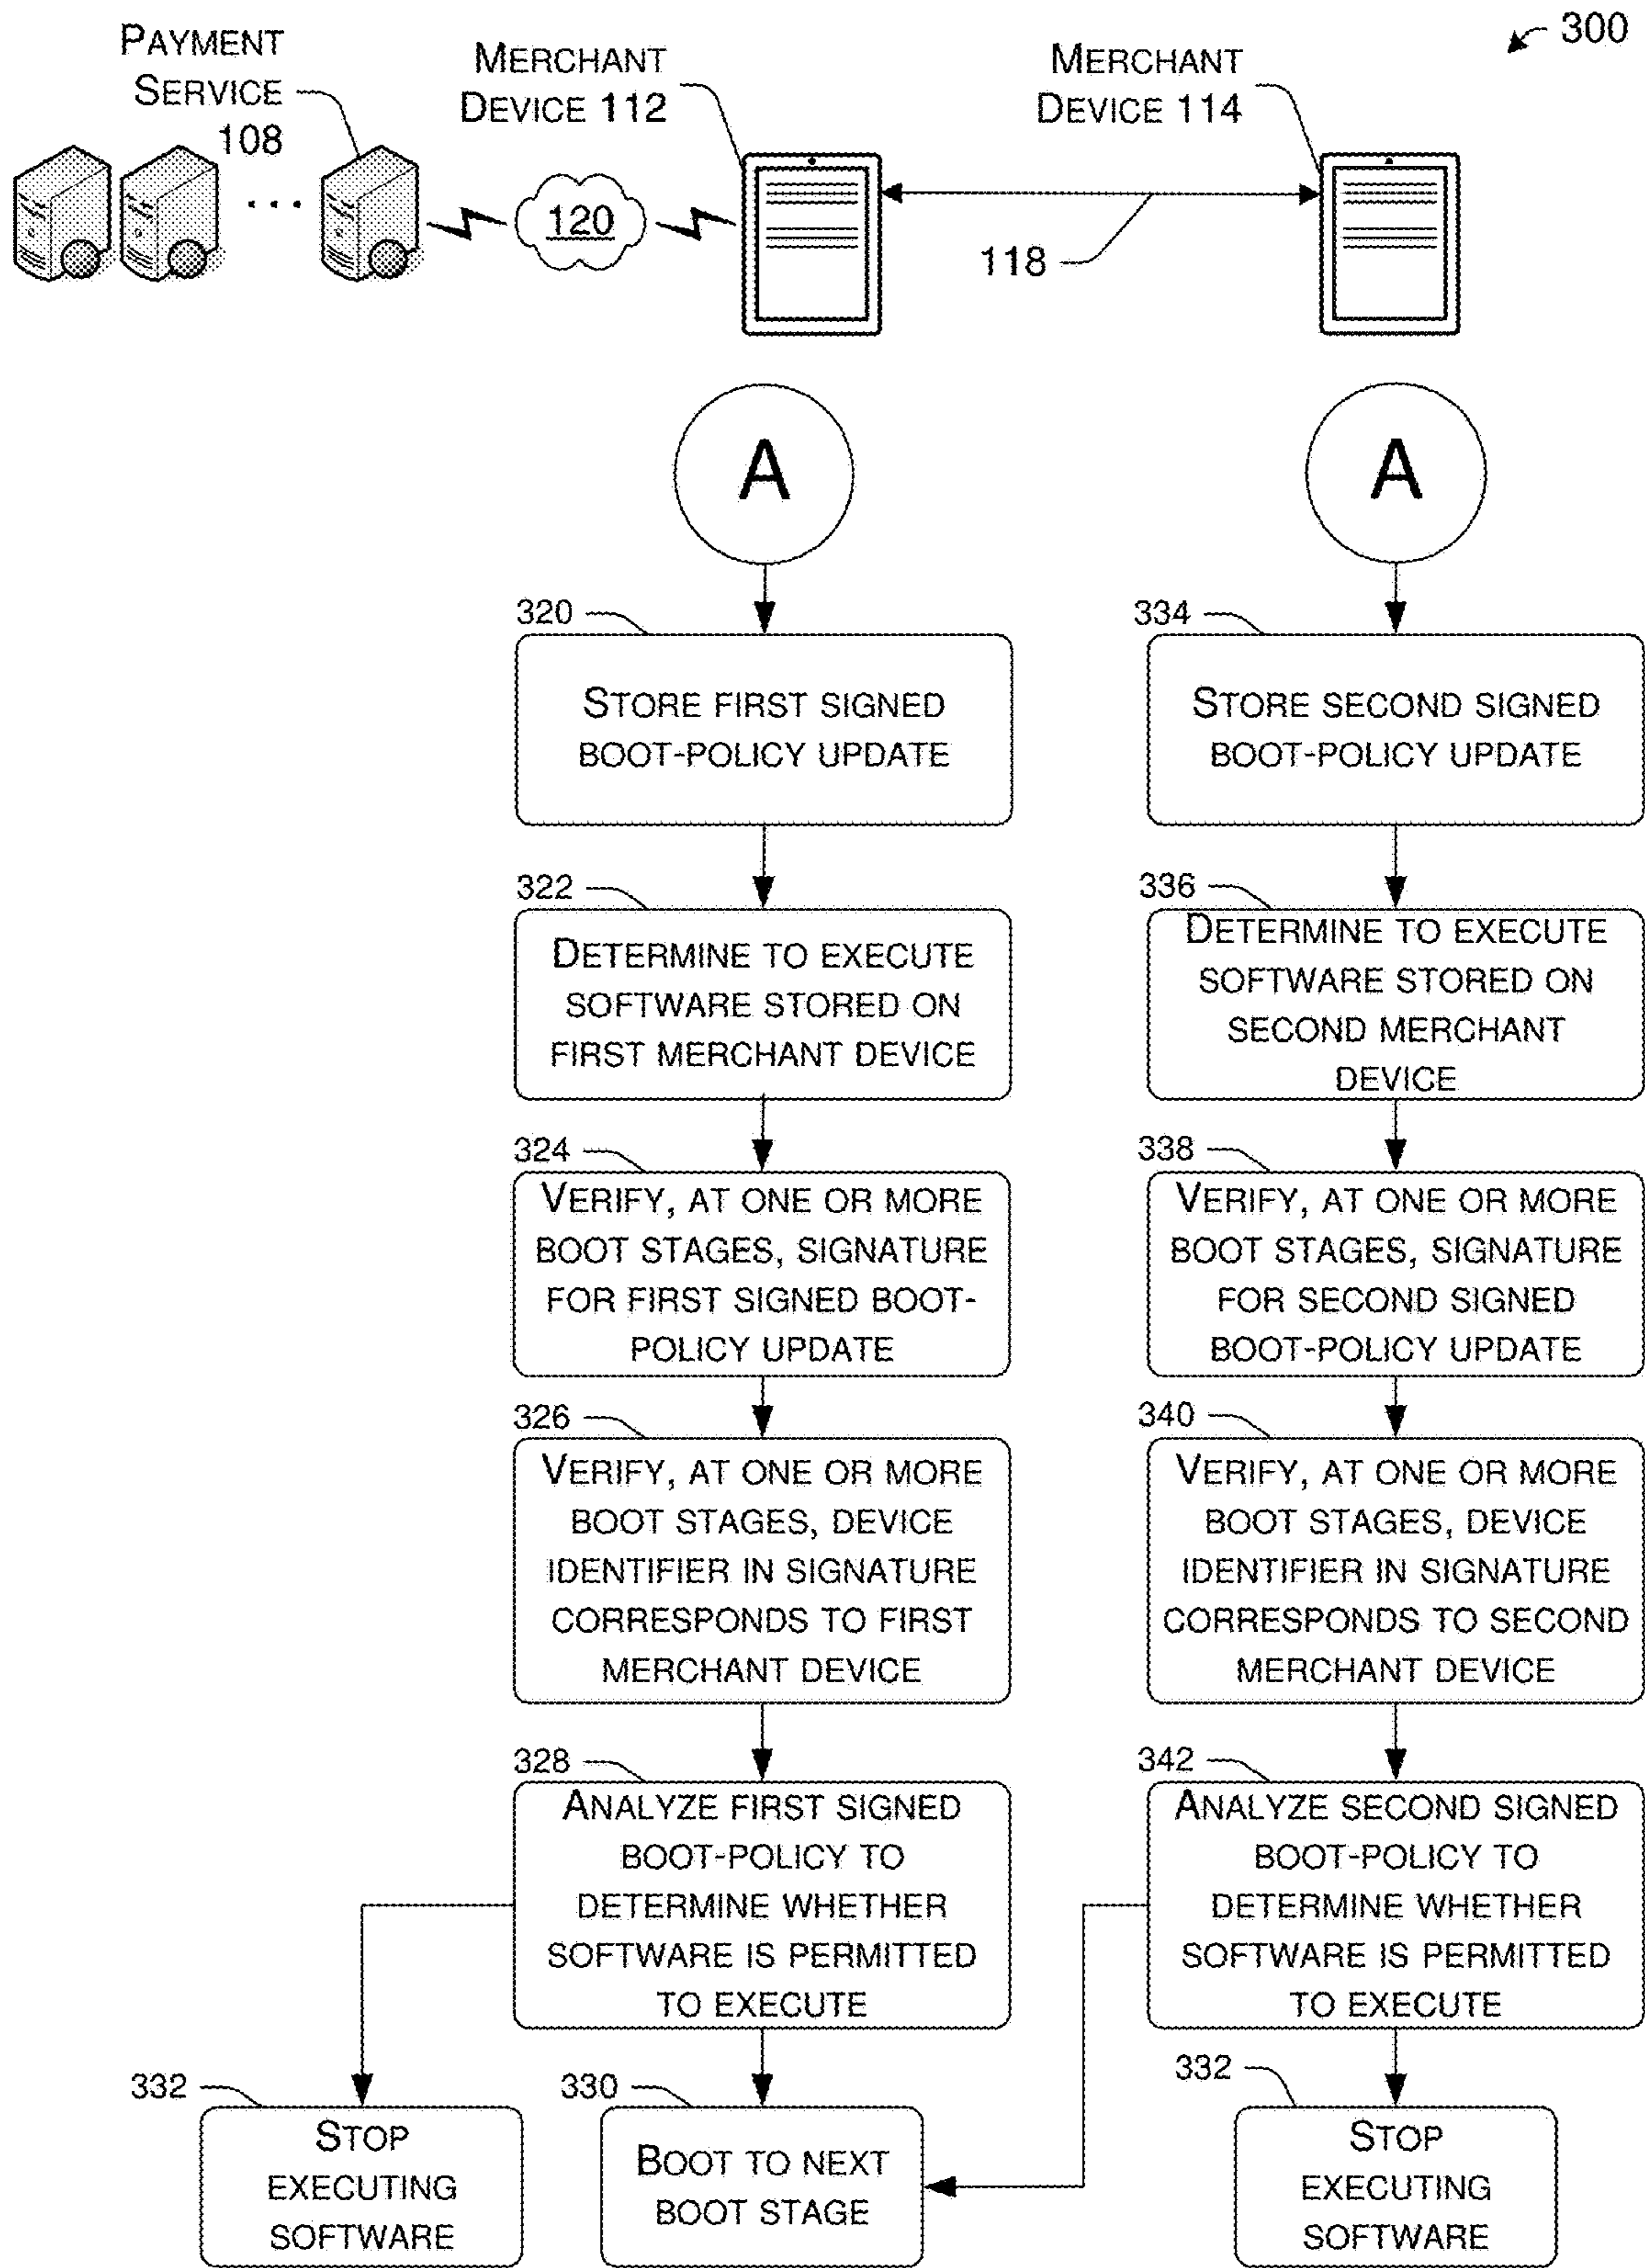 300
PAYMENT
SERVICE
108
MERCHANT
DEVICE 112
MERCHANT
DEVICE 114
120
118
A
A
320
STORE FIRST SIGNED
BOOT-POLICY UPDATE
334
STORE SECOND SIGNED
BOOT-POLICY UPDATE
322
DETERMINE TO EXECUTE
SOFTWARE STORED ON
FIRST MERCHANT DEVICE
336
DETERMINE TO EXECUTE
SOFTWARE STORED ON
SECOND MERCHANT
DEVICE
324
VERIFY, AT ONE OR MORE
BOOT STAGES, SIGNATURE
FOR FIRST SIGNED BOOT-
POLICY UPDATE
338
VERIFY, AT ONE OR MORE
BOOT STAGES, SIGNATURE
FOR SECOND SIGNED
BOOT-POLICY UPDATE
326
VERIFY, AT ONE OR MORE
BOOT STAGES, DEVICE
IDENTIFIER IN SIGNATURE
CORRESPONDS TO FIRST
MERCHANT DEVICE
340
VERIFY, AT ONE OR MORE
BOOT STAGES, DEVICE
IDENTIFIER IN SIGNATURE
CORRESPONDS TO SECOND
MERCHANT DEVICE
328
ANALYZE FIRST SIGNED
BOOT-POLICY TO
DETERMINE WHETHER
SOFTWARE IS PERMITTED
TO EXECUTE
342
ANALYZE SECOND SIGNED
BOOT-POLICY TO
DETERMINE WHETHER
SOFTWARE IS PERMITTED
TO EXECUTE
332
STOP
EXECUTING
SOFTWARE
330
BOOT TO NEXT
BOOT STAGE
332
STOP
EXECUTING
SOFTWARE